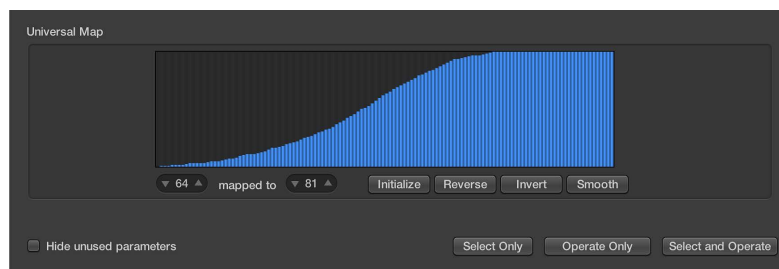 Universal Map
64 mapped to 81 Initialize Reverse Invert Smooth
Hide unused parameters Select Only Operate Only Select and Operate